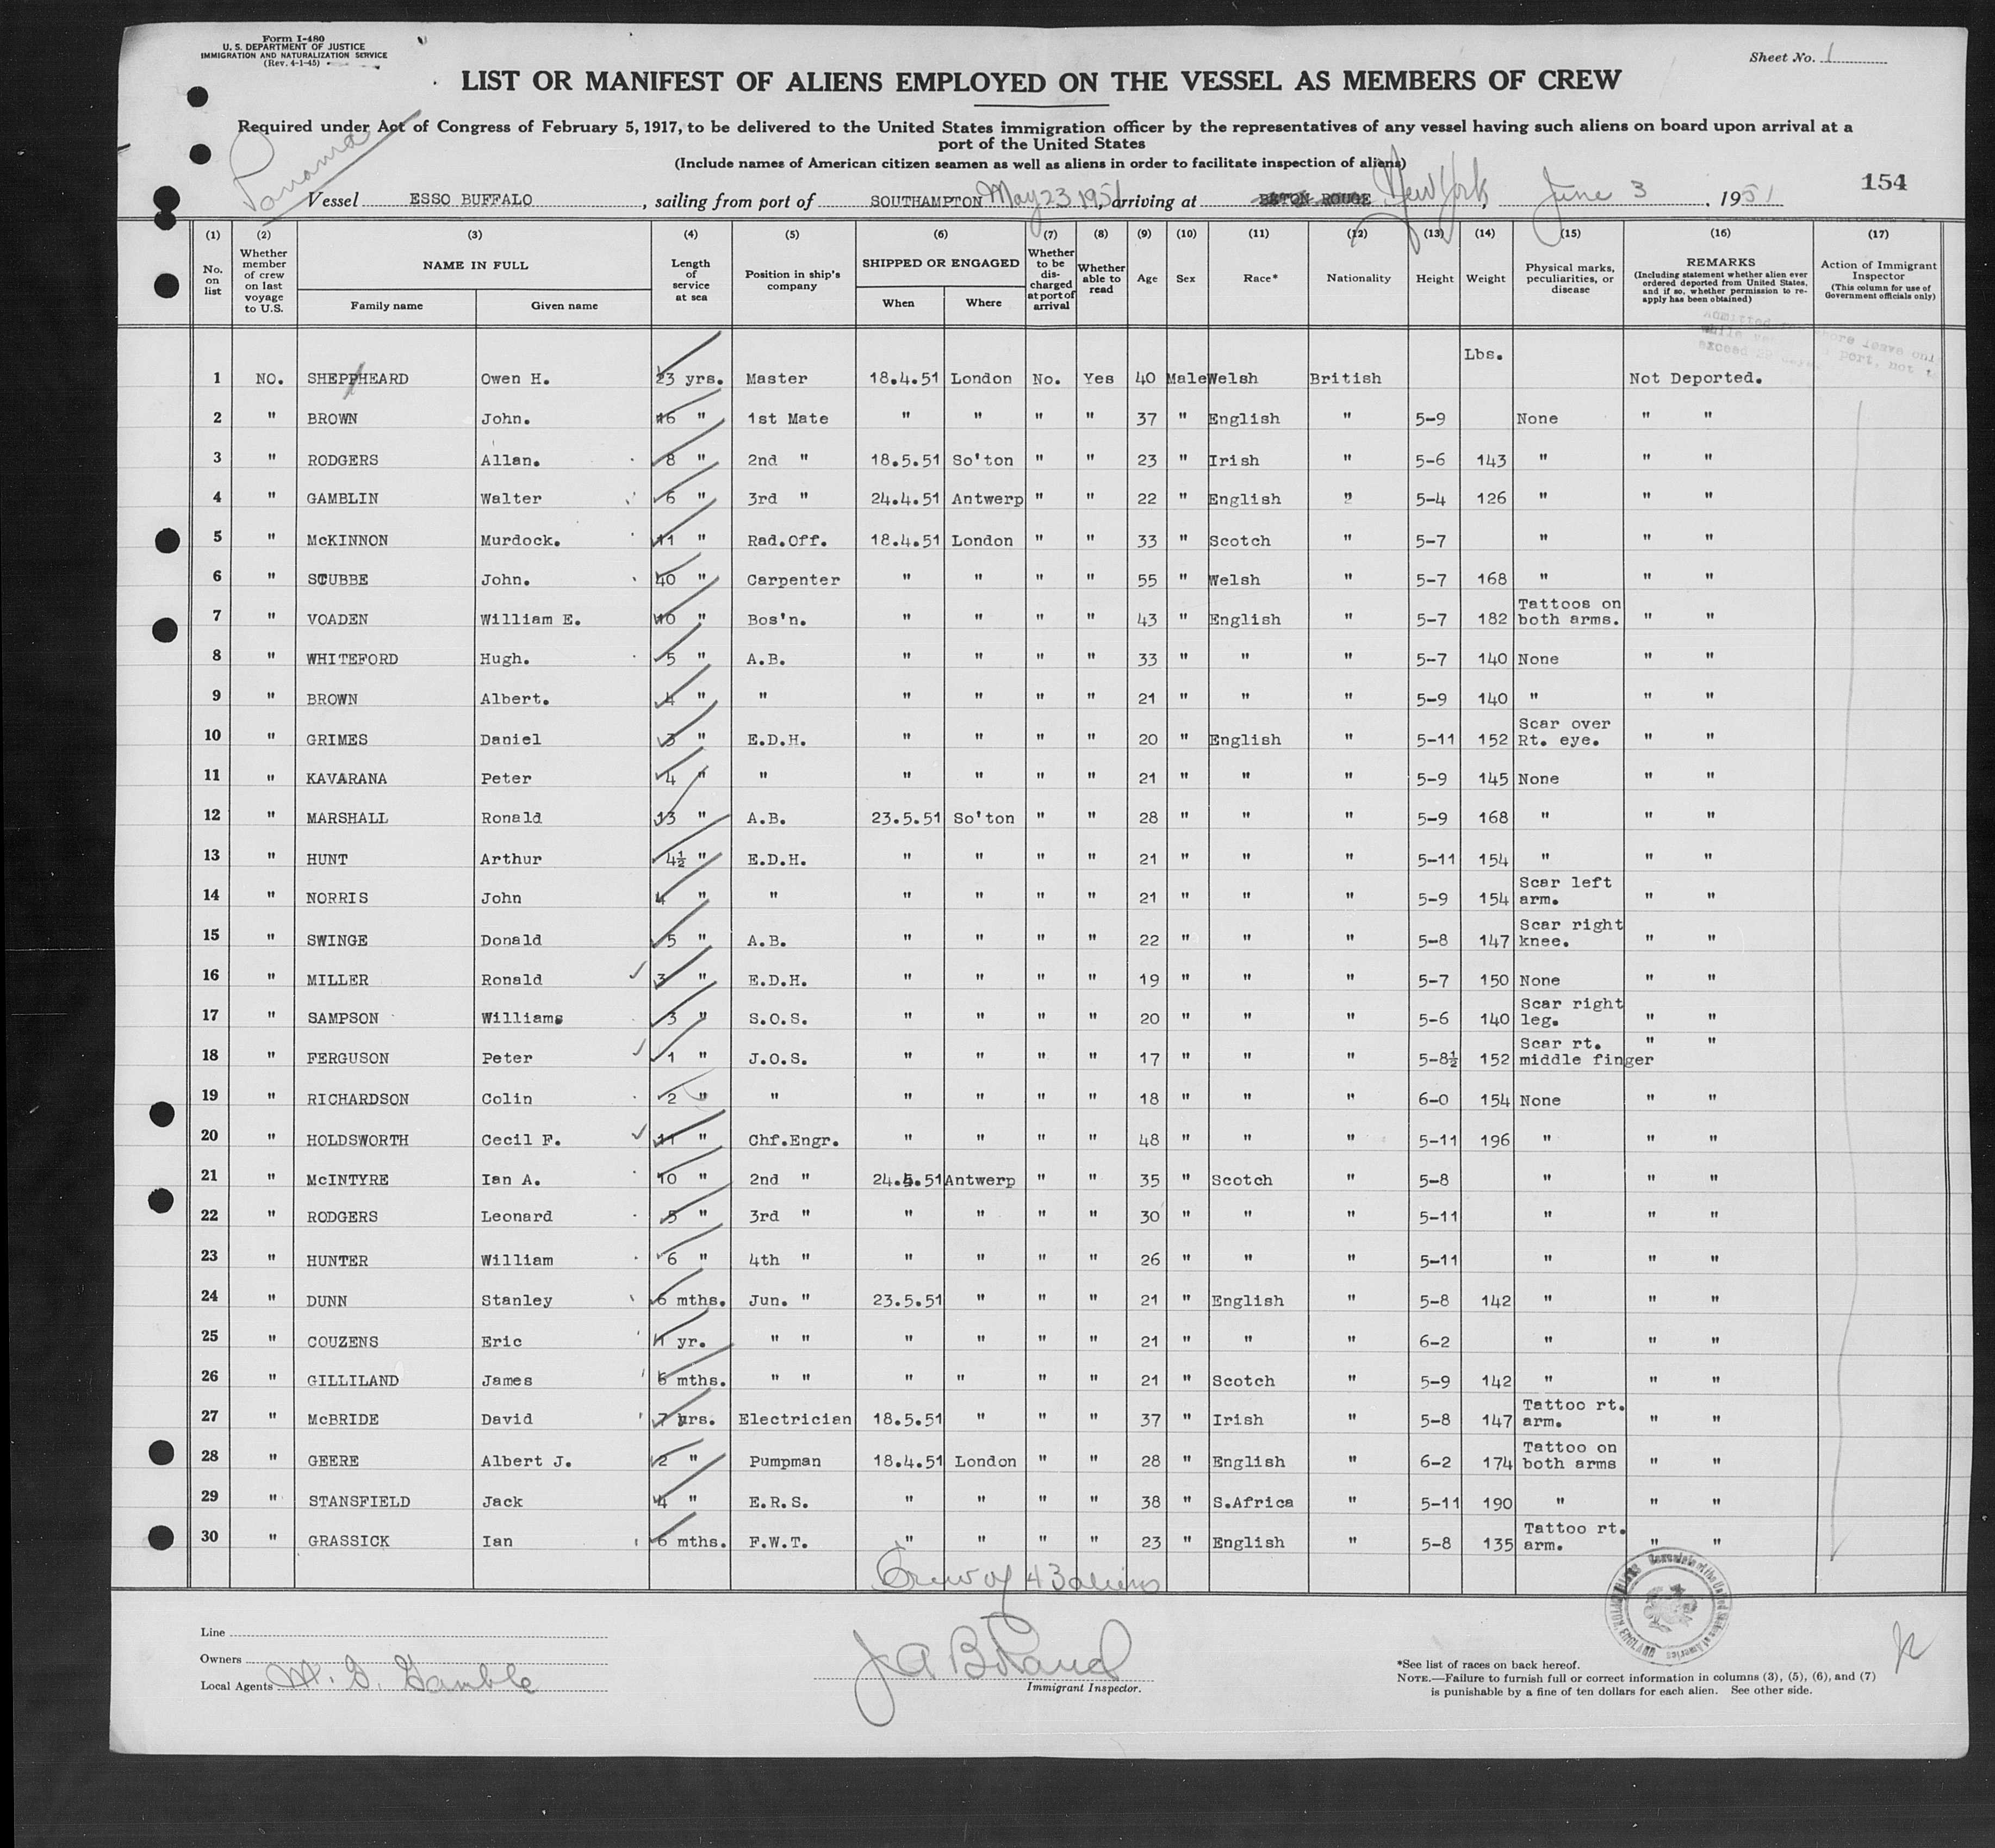 Form I-480
U. S. DEPARTMENT OF JUSTICE
IMMIGRATION AND NATURALIZATION SERVICE
(Rev. 4-1-45)
Sheet No. 1
LIST OR MANIFEST OF ALIENS EMPLOYED ON THE VESSEL AS MEMBERS OF CREW
Required under Act of Congress of February 5, 1917, to be delivered to the United States immigration officer by the representatives of any vessel having such aliens on board upon arrival at a
port of the United States
(Include names of American citizen seamen as well as aliens in order to facilitate inspection of aliens)
Panama
154
Vessel ESSO BUFFALO, sailing from port of SOUTHAMPTON May 23 1951, arriving at BATON ROUGE New York, June 3, 1951
(1) (2) (3) (4) (5) (6) (7) (8) (9) (10) (11) (12) (13) (14) (15) (16) (17)
No. on list | Whether member of crew on last voyage to U.S. | NAME IN FULL Family name Given name | Length of service at sea | Position in ship's company | SHIPPED OR ENGAGED When Where | Whether to be discharged at port of arrival | Whether able to read | Age | Sex | Race* | Nationality | Height | Weight | Physical marks, peculiarities, or disease | REMARKS (Including statement whether alien ever ordered deported from United States, and if so, whether permission to reapply has been obtained) | Action of Immigrant Inspector (This column for use of Government officials only)
Lbs.
1 NO. SHEPPHEARD Owen H. 23 yrs. Master 18.4.51 London No. Yes 40 Male Welsh British Not Deported.
2 " BROWN John. 16 " 1st Mate " " " " 37 " English " 5-9 None " "
3 " RODGERS Allan. 8 " 2nd " 18.5.51 So'ton " " 23 " Irish " 5-6 143 " " "
4 " GAMBLIN Walter 6 " 3rd " 24.4.51 Antwerp " " 22 " English " 5-4 126 " " "
5 " McKINNON Murdock. 11 " Rad.Off. 18.4.51 London " " 33 " Scotch " 5-7 " " "
6 " STUBBE John. 40 " Carpenter " " " " 55 " Welsh " 5-7 168 " " "
7 " VOADEN William E. 10 " Bos'n. " " " " 43 " English " 5-7 182 Tattoos on both arms. " "
8 " WHITEFORD Hugh. 5 " A.B. " " " " 33 " " " 5-7 140 None " "
9 " BROWN Albert. 4 " " " " " " 21 " " " 5-9 140 " " "
10 " GRIMES Daniel 3 " E.D.H. " " " " 20 " English " 5-11 152 Scar over Rt. eye. " "
11 " KAVARANA Peter 4 " " " " " " 21 " " " 5-9 145 None " "
12 " MARSHALL Ronald 13 " A.B. 23.5.51 So'ton " " 28 " " " 5-9 168 " " "
13 " HUNT Arthur 4½ " E.D.H. " " " " 21 " " " 5-11 154 " " "
14 " NORRIS John 4 " " " " " " 21 " " " 5-9 154 Scar left arm. " "
15 " SWINGE Donald 5 " A.B. " " " " 22 " " " 5-8 147 Scar right knee. " "
16 " MILLER Ronald 3 " E.D.H. " " " " 19 " " " 5-7 150 None " "
17 " SAMPSON Williams 3 " S.O.S. " " " " 20 " " " 5-6 140 Scar right leg. " "
18 " FERGUSON Peter 1 " J.O.S. " " " " 17 " " " 5-8½ 152 Scar rt. middle finger " "
19 " RICHARDSON Colin 2 " " " " " " 18 " " " 6-0 154 None " "
20 " HOLDSWORTH Cecil F. 11 " Chf.Engr. " " " " 48 " " " 5-11 196 " " "
21 " McINTYRE Ian A. 10 " 2nd " 24.4.51 Antwerp " " 35 " Scotch " 5-8 " " "
22 " RODGERS Leonard 5 " 3rd " " " " " 30 " " " 5-11 " " "
23 " HUNTER William 6 " 4th " " " " " 26 " " " 5-11 " " "
24 " DUNN Stanley 6 mths. Jun. " 23.5.51 " " " 21 " English " 5-8 142 " " "
25 " COUZENS Eric 1 yr. " " " " " " 21 " " " 6-2 " " "
26 " GILLILAND James 6 mths. " " " " " " 21 " Scotch " 5-9 142 " " "
27 " McBRIDE David 7 yrs. Electrician 18.5.51 " " " 37 " Irish " 5-8 147 Tattoo rt. arm. " "
28 " GEERE Albert J. 2 " Pumpman 18.4.51 London " " 28 " English " 6-2 174 Tattoo on both arms " "
29 " STANSFIELD Jack 4 " E.R.S. " " " " 38 " S.Africa " 5-11 190 " " "
30 " GRASSICK Ian 6 mths. F.W.T. " " " " 23 " English " 5-8 135 Tattoo rt. arm. " "
Crew of 43 aliens
Line
Owners
Local Agents M. G. Gamble
Immigrant Inspector.
*See list of races on back hereof.
NOTE.—Failure to furnish full or correct information in columns (3), (5), (6), and (7)
is punishable by a fine of ten dollars for each alien. See other side.